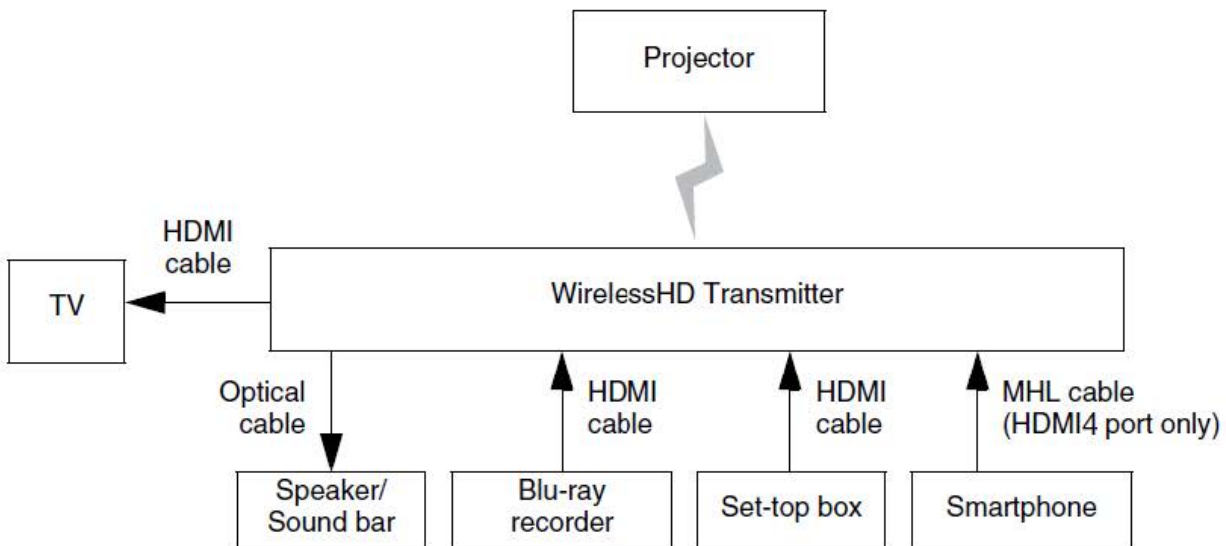 Projector
HDMI
cable
TV
WirelessHD Transmitter
Optical
cable
HDMI
cable
HDMI
cable
MHL cable
(HDMI4 port only)
Speaker/
Sound bar
Blu-ray
recorder
Set-top box
Smartphone